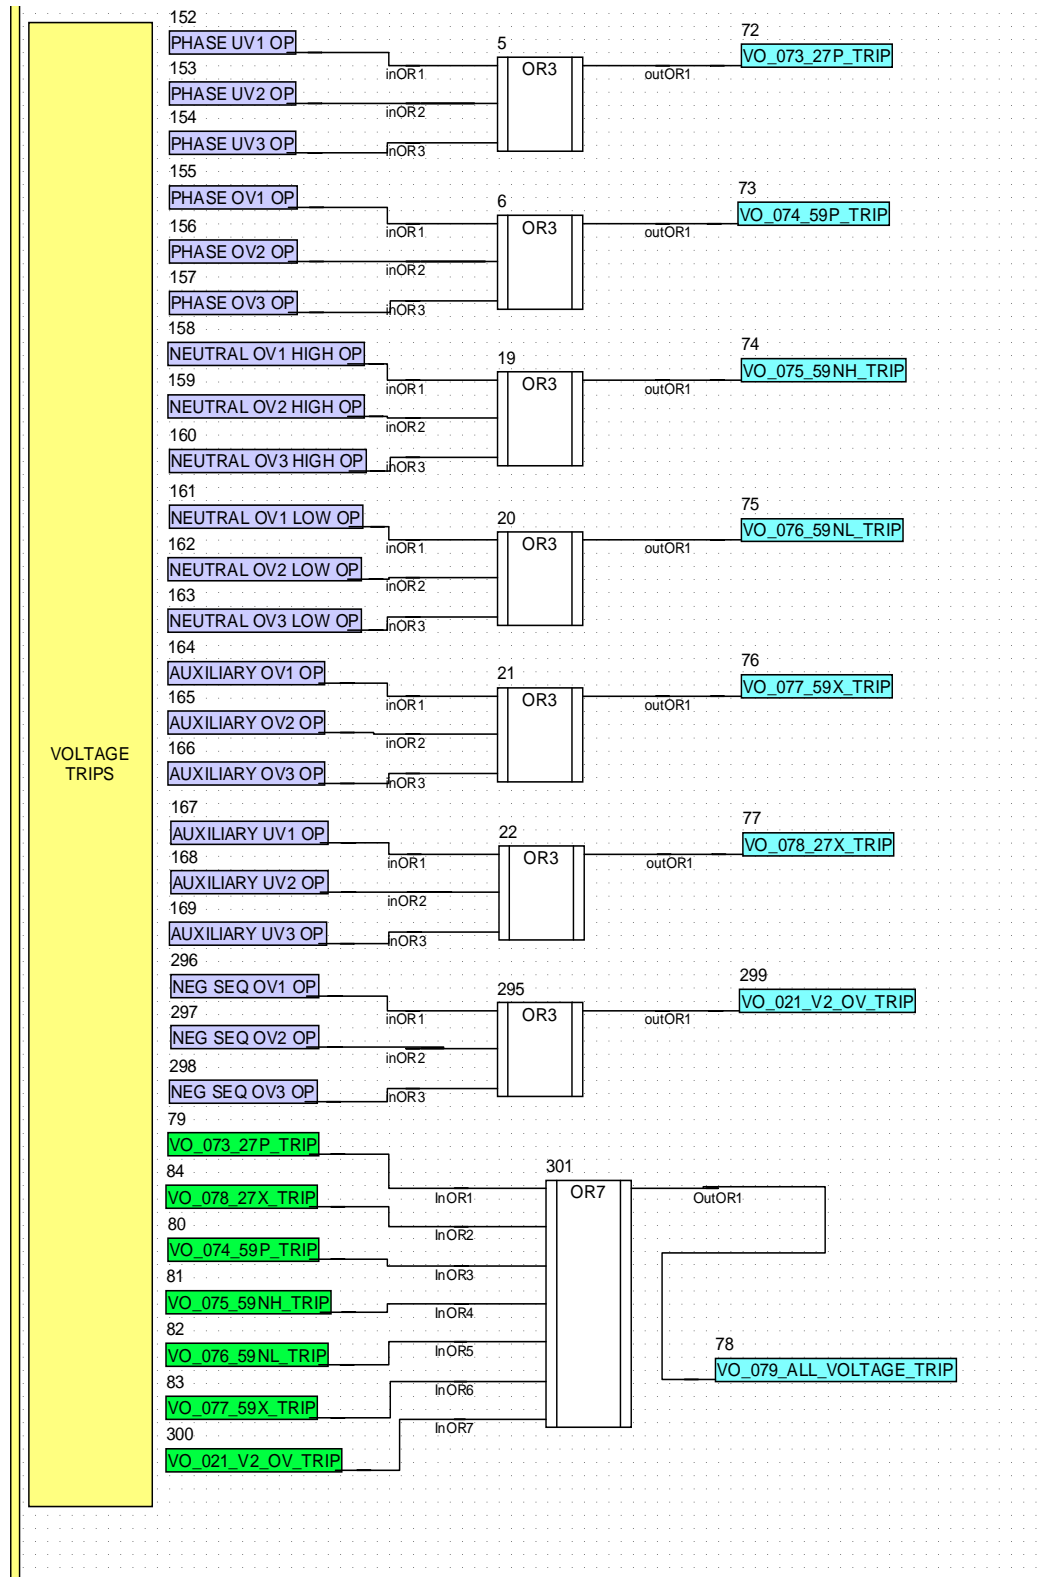 VOLTAGE
TRIPS
152
PHASE UV1 OP
153
PHASE UV2 OP
154
PHASE UV3 OP
inOR1
inOR2
inOR3
5
OR3
outOR1
72
VO_073_27P_TRIP
155
PHASE OV1 OP
156
PHASE OV2 OP
157
PHASE OV3 OP
inOR1
inOR2
inOR3
6
OR3
outOR1
73
VO_074_59P_TRIP
158
NEUTRAL OV1 HIGH OP
159
NEUTRAL OV2 HIGH OP
160
NEUTRAL OV3 HIGH OP
inOR1
inOR2
inOR3
19
OR3
outOR1
74
VO_075_59NH_TRIP
161
NEUTRAL OV1 LOW OP
162
NEUTRAL OV2 LOW OP
163
NEUTRAL OV3 LOW OP
inOR1
inOR2
inOR3
20
OR3
outOR1
75
VO_076_59NL_TRIP
164
AUXILIARY OV1 OP
165
AUXILIARY OV2 OP
166
AUXILIARY OV3 OP
inOR1
inOR2
inOR3
21
OR3
outOR1
76
VO_077_59X_TRIP
167
AUXILIARY UV1 OP
168
AUXILIARY UV2 OP
169
AUXILIARY UV3 OP
inOR1
inOR2
inOR3
22
OR3
outOR1
77
VO_078_27X_TRIP
296
NEG SEQ OV1 OP
297
NEG SEQ OV2 OP
298
NEG SEQ OV3 OP
inOR1
inOR2
inOR3
295
OR3
outOR1
299
VO_021_V2_OV_TRIP
79
VO_073_27P_TRIP
84
VO_078_27X_TRIP
80
VO_074_59P_TRIP
81
VO_075_59NH_TRIP
82
VO_076_59NL_TRIP
83
VO_077_59X_TRIP
300
VO_021_V2_OV_TRIP
InOR1
InOR2
InOR3
InOR4
InOR5
InOR6
InOR7
301
OR7
OutOR1
78
VO_079_ALL_VOLTAGE_TRIP